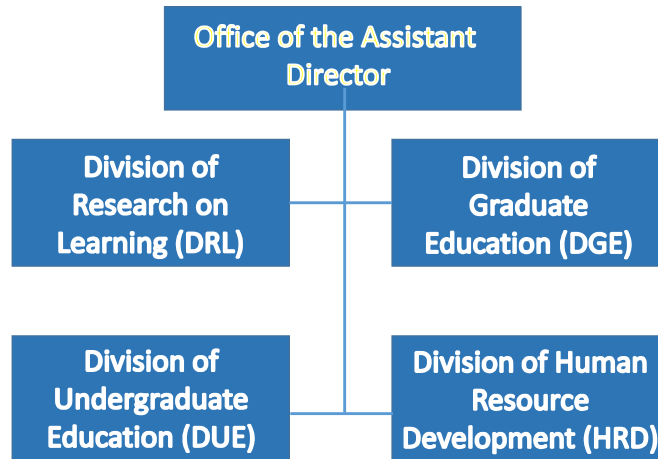 Office of the Assistant
Director
Division of
Research on
Learning (DRL)
Division of
Graduate
Education (DGE)
Division of
Undergraduate
Education (DUE)
Division of Human
Resource
Development (HRD)